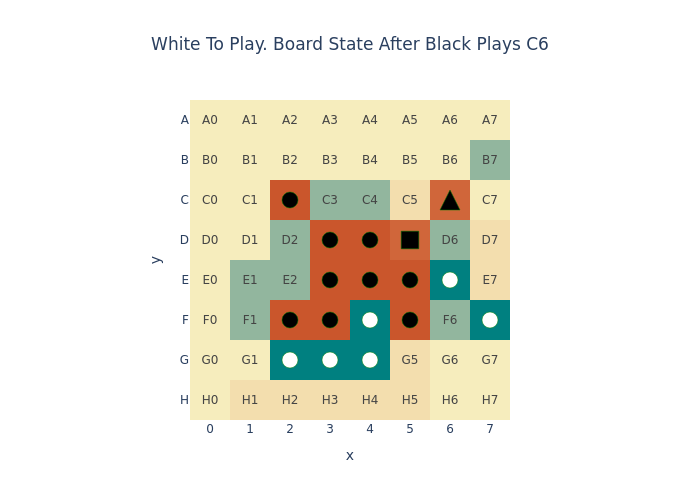 White To Play. Board State After Black Plays C6
A A0 A1 A2 A3 A4 A5 A6 A7
B B0 B1 B2 B3 B4 B5 B6 B7
C C0 C1 C3 C4 C5 C7
D D0 D1 D2 D6 D7
E E0 E1 E2 E7
F F0 F1 F6
G G0 G1 G5 G6 G7
H H0 H1 H2 H3 H4 H5 H6 H7
0 1 2 3 4 5 6 7
x
y